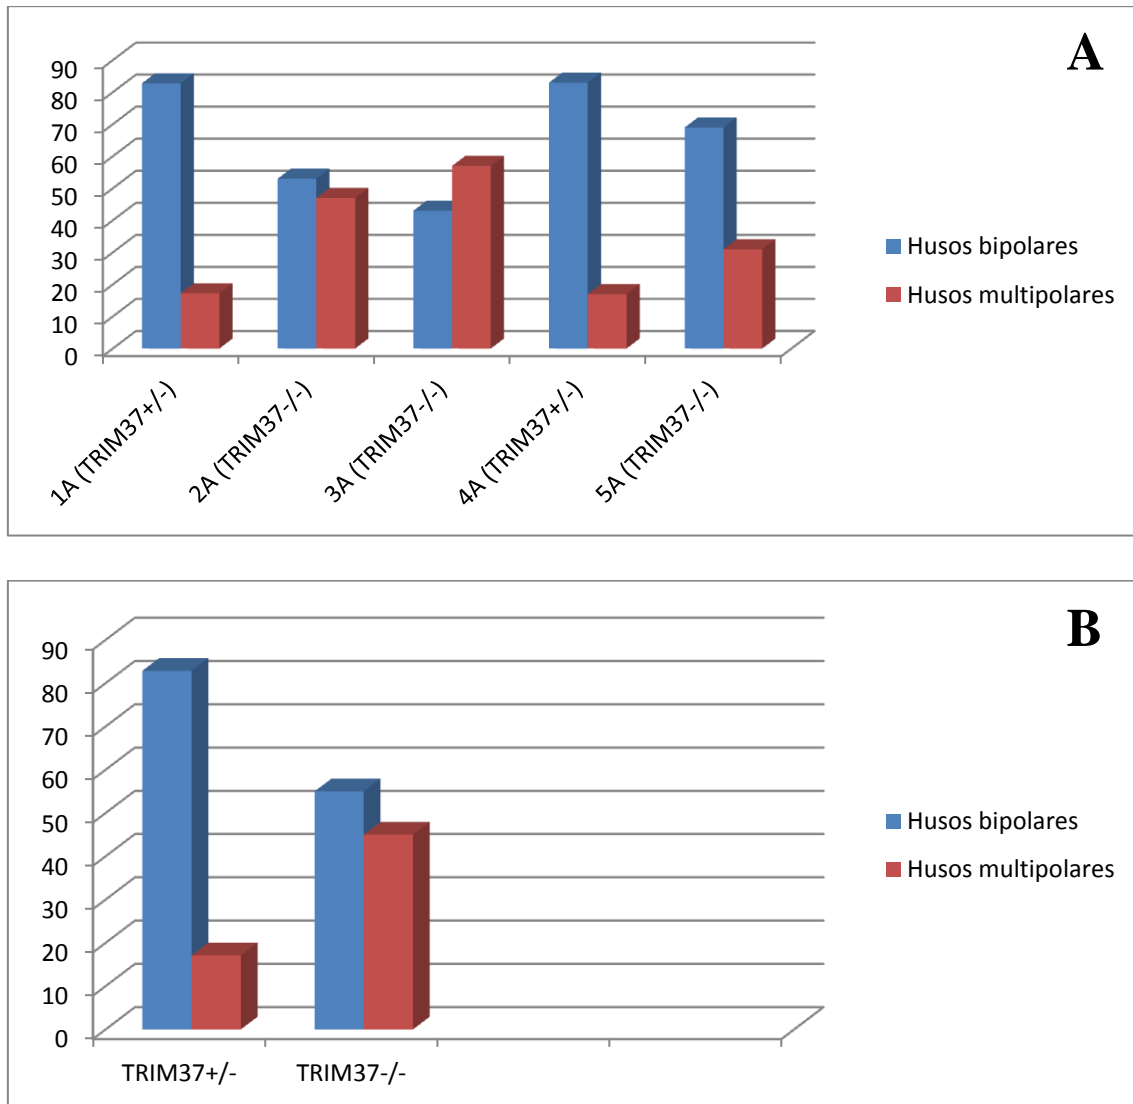 A
90
80
70
60
50
40
30
20
10
0
1A (TRIM37+/-)
2A (TRIM37-/-)
3A (TRIM37-/-)
4A (TRIM37+/-)
5A (TRIM37-/-)
Husos bipolares
Husos multipolares
B
90
80
70
60
50
40
30
20
10
0
TRIM37+/-
TRIM37-/-
Husos bipolares
Husos multipolares